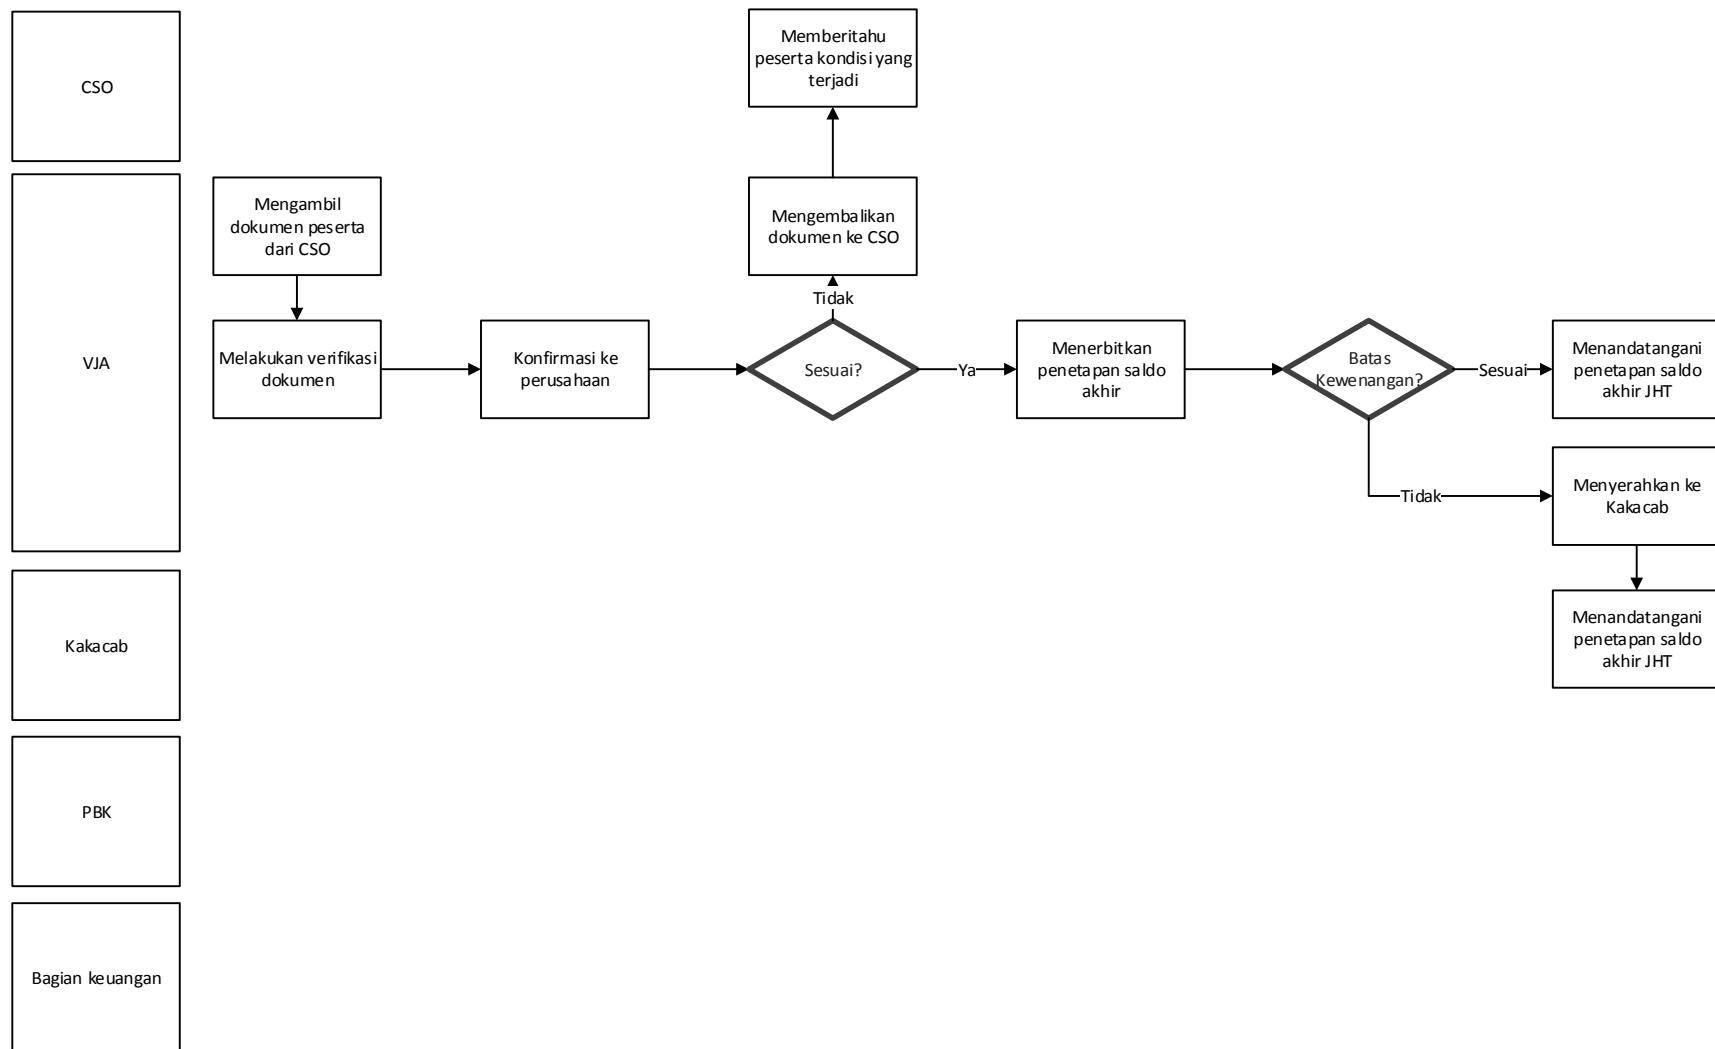 CSO
Memberitahu
peserta kondisi yang
terjadi
VJA
Mengambil
dokumen peserta
dari CSO
Mengembalikan
dokumen ke CSO
Tidak
Melakukan verifikasi
dokumen
Konfirmasi ke
perusahaan
Sesuai?
Ya
Menerbitkan
penetapan saldo
akhir
Batas
Kewenangan?
Sesuai
Menandatangani
penetapan saldo
akhir JHT
Tidak
Menyerahkan ke
Kakacab
Kakacab
Menandatangani
penetapan saldo
akhir JHT
PBK
Bagian keuangan